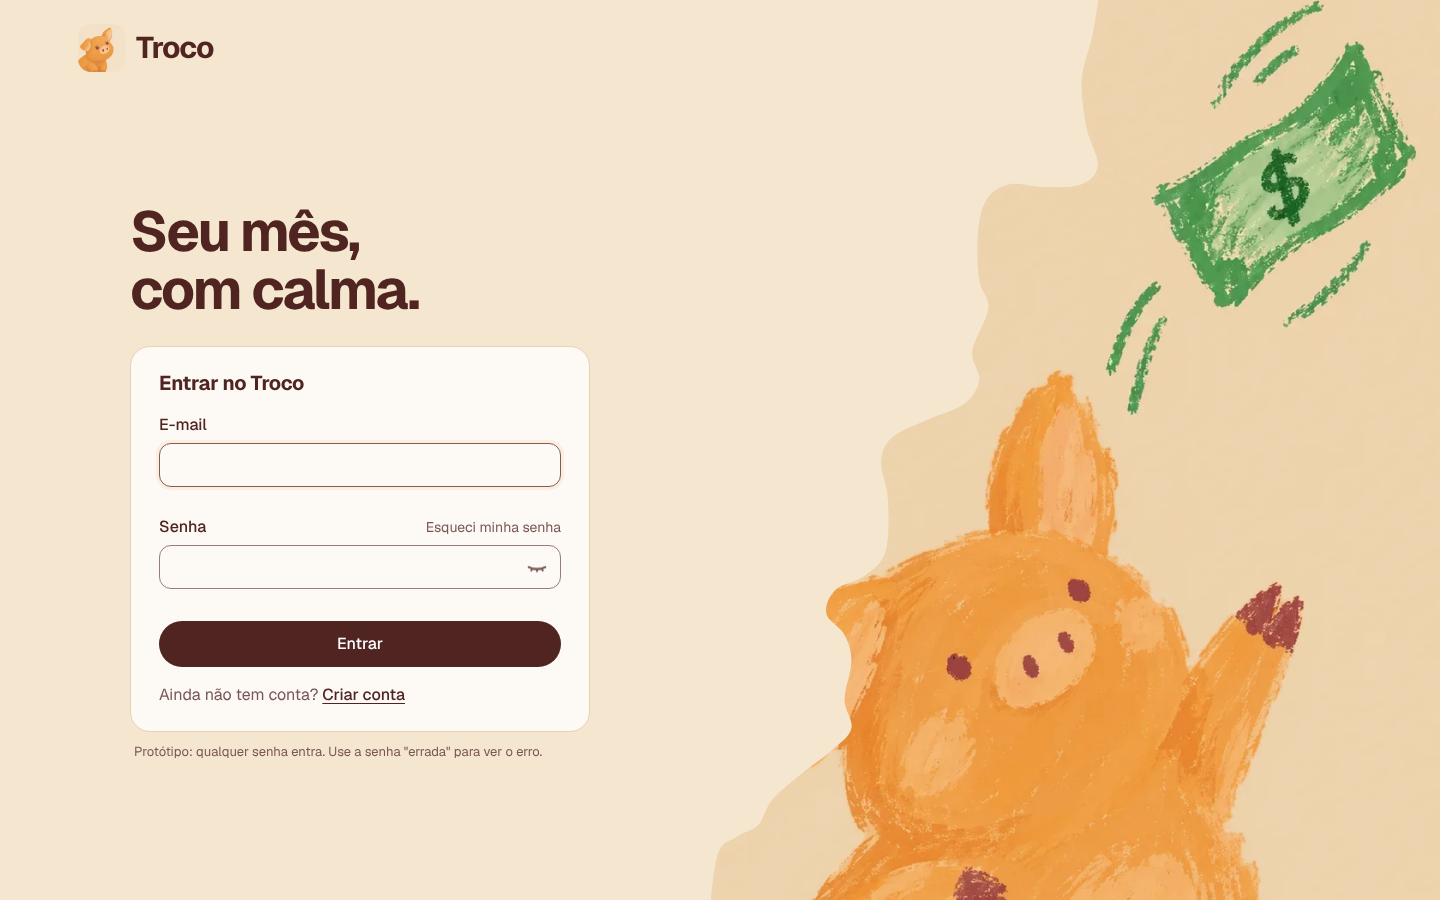 Troco
Seu mês,
com calma.
Entrar no Troco
E-mail
Senha
Esqueci minha senha
Entrar
Ainda não tem conta? Criar conta
Protótipo: qualquer senha entra. Use a senha "errada" para ver o erro.
$